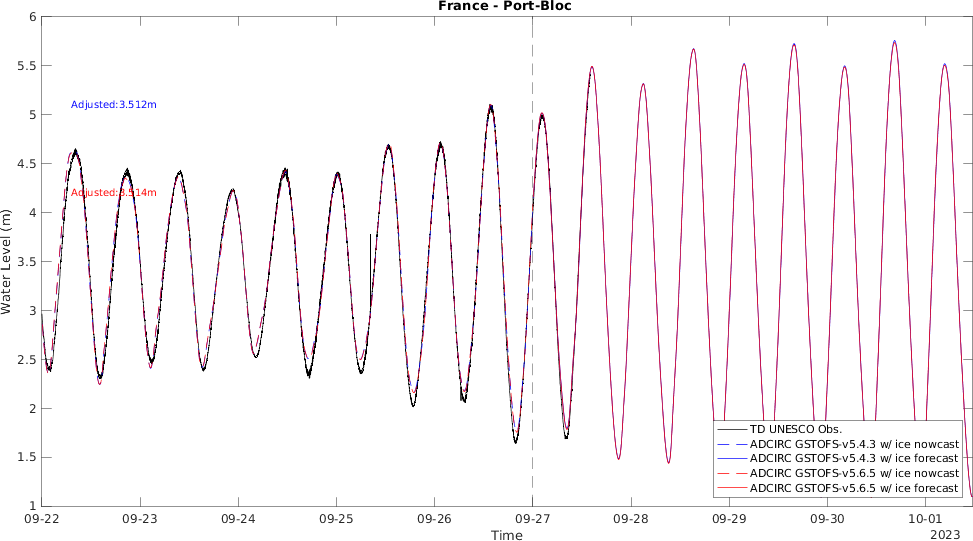 France - Port-Bloc
6
5.5
5
4.5
4
3.5
3
2.5
2
1.5
1
Water Level (m)
Adjusted:3.512m
Adjusted:3.514m
TD UNESCO Obs.
ADCIRC GSTOFS-v5.4.3 w/ ice nowcast
ADCIRC GSTOFS-v5.4.3 w/ ice forecast
ADCIRC GSTOFS-v5.6.5 w/ ice nowcast
ADCIRC GSTOFS-v5.6.5 w/ ice forecast
09-22 09-23 09-24 09-25 09-26 09-27 09-28 09-29 09-30 10-01
Time
2023